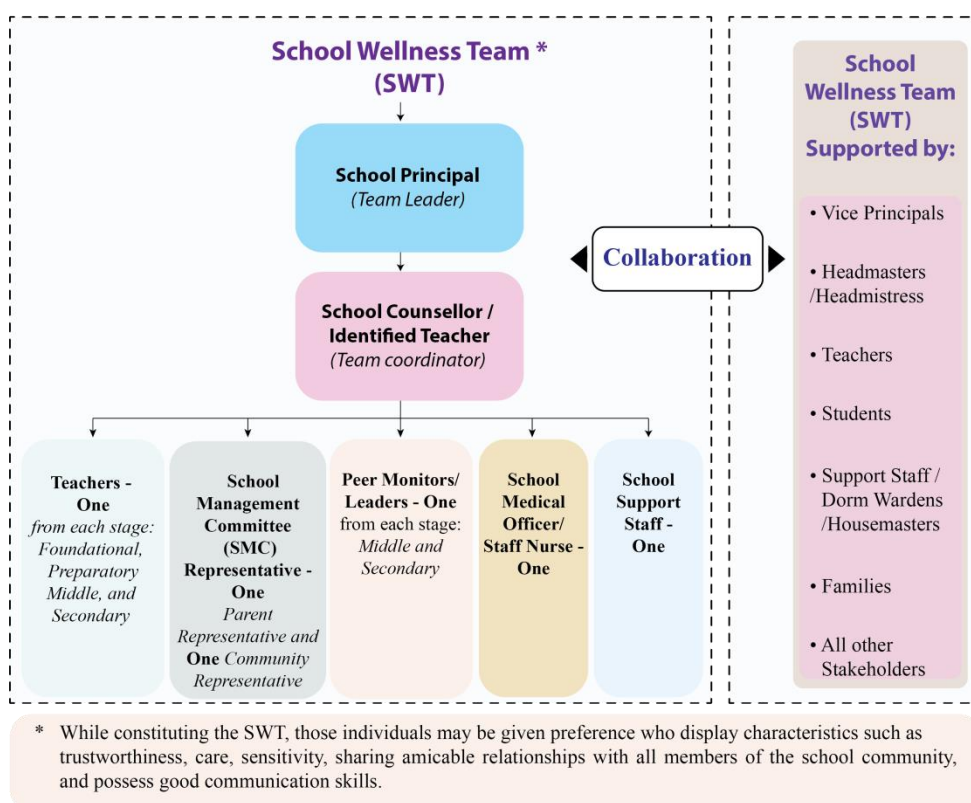 School Wellness Team *
(SWT)
School Principal
(Team Leader)
School Counsellor /
Identified Teacher
(Team coordinator)
Teachers -
One
from each stage:
Foundational,
Preparatory
Middle, and
Secondary
School
Management
Committee
(SMC)
Representative -
One
Parent
Representative and
One Community
Representative
Peer Monitors/
Leaders - One
from each stage:
Middle and
Secondary
School
Medical
Officer/
Staff Nurse -
One
School
Support
Staff -
One
Collaboration
School
Wellness Team
(SWT)
Supported by:
• Vice Principals
• Headmasters
/Headmistress
• Teachers
• Students
• Support Staff /
Dorm Wardens
/Housemasters
• Families
• All other
Stakeholders
* While constituting the SWT, those individuals may be given preference who display characteristics such as
trustworthiness, care, sensitivity, sharing amicable relationships with all members of the school community,
and possess good communication skills.